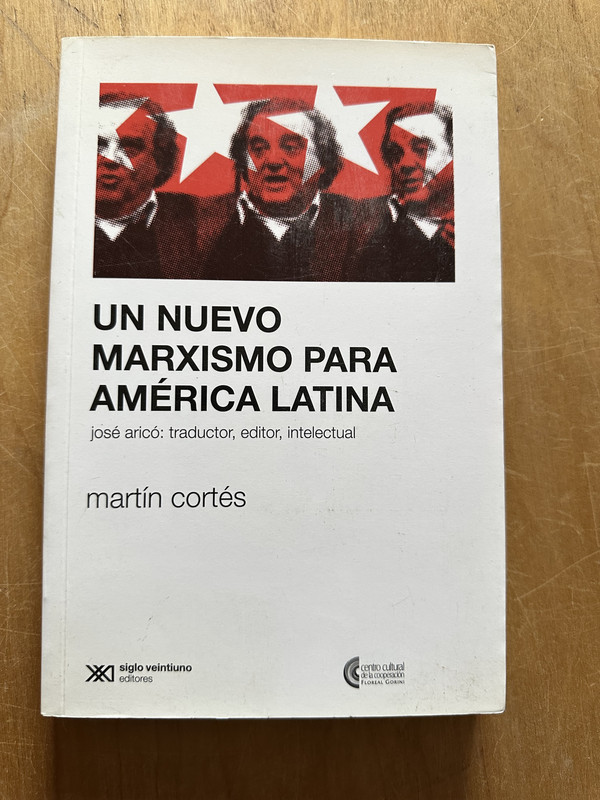 UN NUEVO
MARXISMO PARA
AMÉRICA LATINA
josé aricó: traductor, editor, intelectual
martín cortés
siglo veintiuno
editores
centro cultural
de la cooperación
FLOREAL GORINI